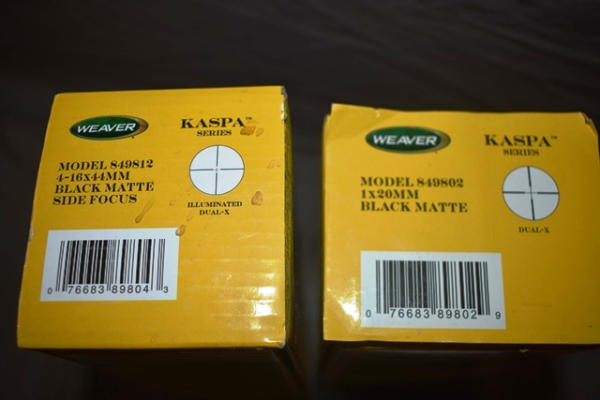 WEAVER
KASPA™
SERIES
MODEL 849812
4-16x44MM
BLACK MATTE
SIDE FOCUS
ILLUMINATED
DUAL-X
0 76683 89804 3
WEAVER
KASPA™
SERIES
MODEL 849802
1x20MM
BLACK MATTE
DUAL-X
0 76683 89802 9